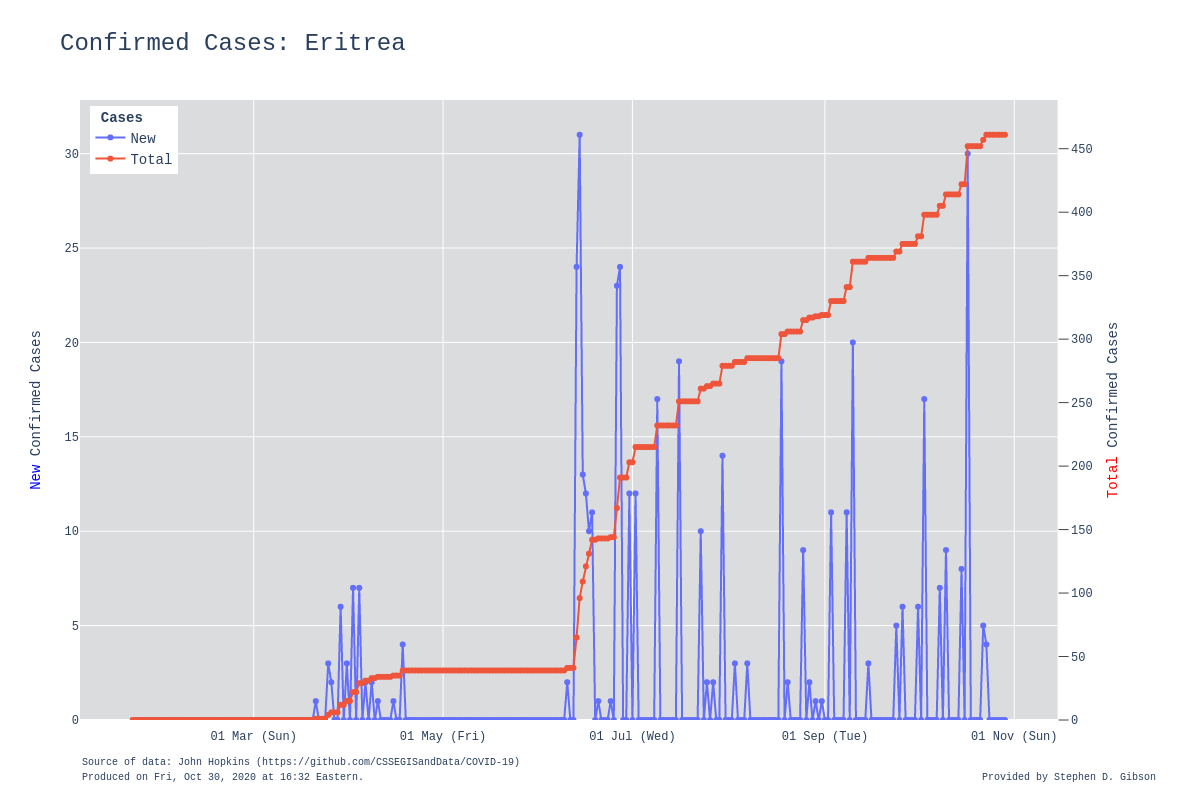 Confirmed Cases: Eritrea
Cases
New
Total
30
25
20
15
10
5
0
450
400
350
300
250
200
150
100
50
0
New Confirmed Cases
Total Confirmed Cases
01 Mar (Sun)
01 May (Fri)
01 Jul (Wed)
01 Sep (Tue)
01 Nov (Sun)
Source of data: John Hopkins (https://github.com/CSSEGISandData/COVID-19)
Produced on Fri, Oct 30, 2020 at 16:32 Eastern.
Provided by Stephen D. Gibson